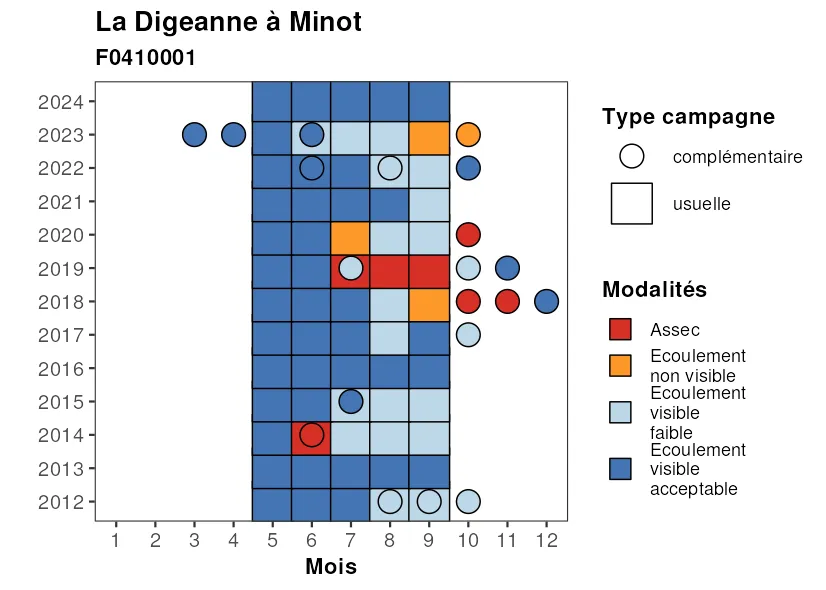 La Digeanne à Minot
F0410001
2024
2023
2022
2021
2020
2019
2018
2017
2016
2015
2014
2013
2012
1 2 3 4 5 6 7 8 9 10 11 12
Mois
Type campagne
complémentaire
usuelle
Modalités
Assec
Ecoulement
non visible
Ecoulement
visible
faible
Ecoulement
visible
acceptable